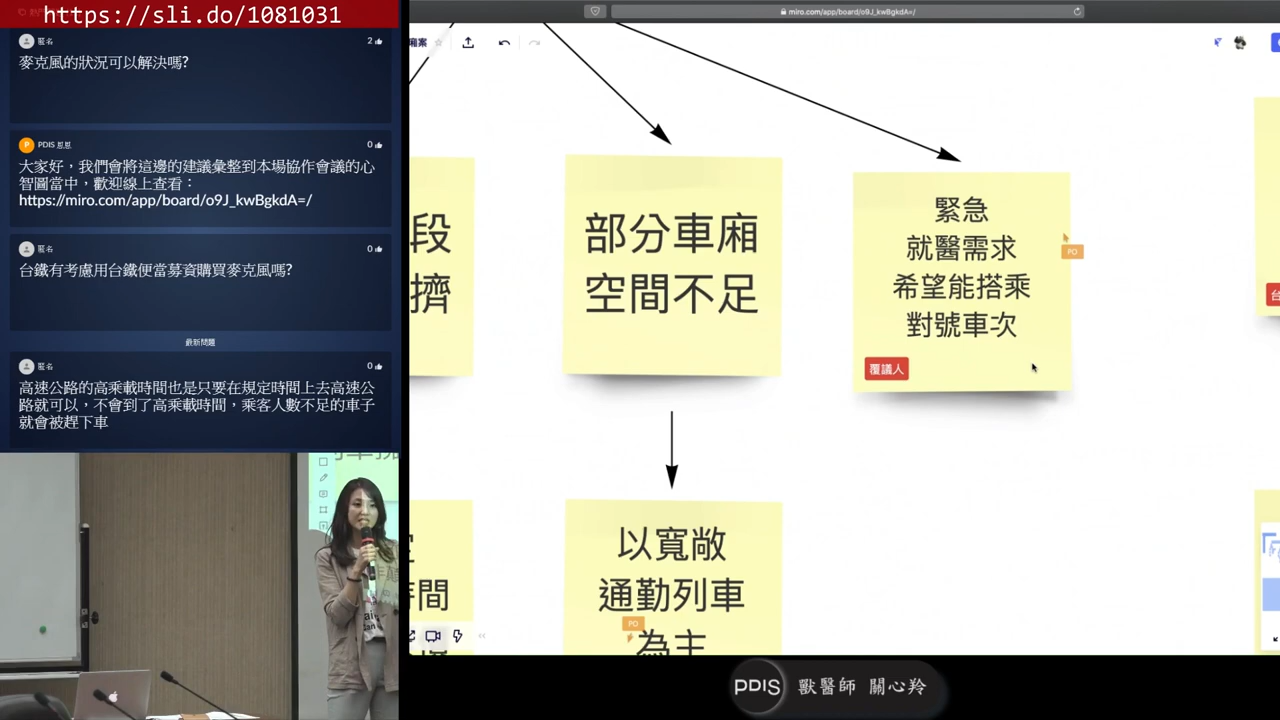 https://sli.do/1081031
匿名
2
麥克風的狀況可以解決嗎?
P
PDIS 恩恩
0
大家好，我們會將這邊的建議彙整到本場協作會議的心
智圖當中，歡迎線上查看：
https://miro.com/app/board/o9J_kwBgkdA=/
匿名
0
台鐵有考慮用台鐵便當募資購買麥克風嗎?
最新問題
匿名
0
高速公路的高乘載時間也是只要在規定時間上去高速公
路就可以，不會到了高乘載時間，乘客人數不足的車子
就會被趕下車
miro.com/app/board/o9J_kwBgkdA=/
廂案
段
擠
部分車廂
空間不足
緊急
就醫需求
希望能搭乘
對號車次
PO
覆議人
台
時間
以寬敞
通勤列車
為主
PO
PDIS 獸醫師 關心羚